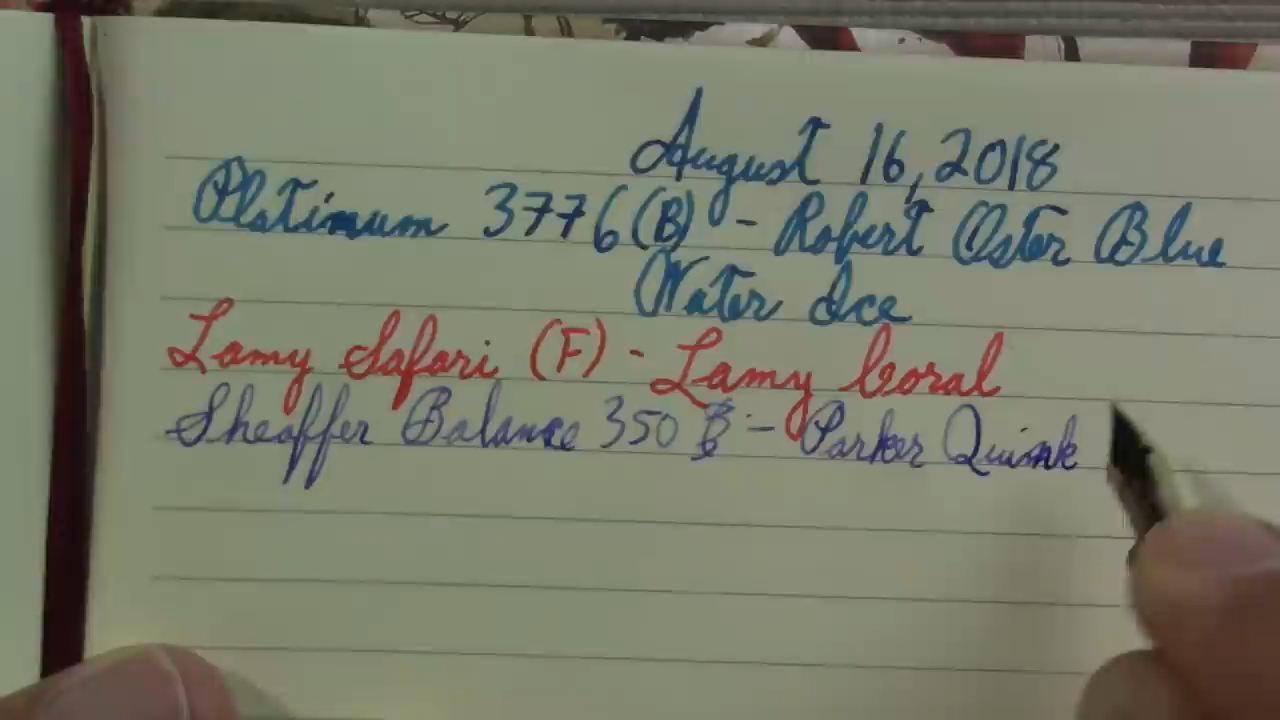 August 16, 2018
Platinum 3776 (B) - Robert Oster Blue
Water Ice
Lamy Safari (F) - Lamy Coral
Sheaffer Balance 350 B - Parker Quink